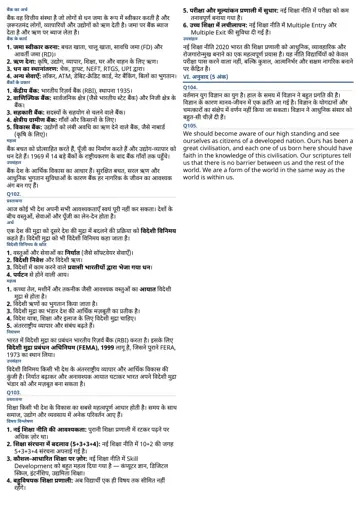 बैंक का अर्थ
बैंक वह वित्तीय संस्था है जो लोगों से धन जमा के रूप में स्वीकार करती है और
जरूरतमंद लोगों, व्यापारियों और उद्योगों को ऋण देती है। जमा पर बैंक ब्याज
देता है और ऋण पर ब्याज लेता है।
बैंक के कार्य
1. जमा स्वीकार करना: बचत खाता, चालू खाता, सावधि जमा (FD) और
आवर्ती जमा (RD)।
2. ऋण देना: कृषि, उद्योग, व्यापार, शिक्षा, घर और वाहन के लिए ऋण।
3. धन का स्थानांतरण: चेक, ड्राफ्ट, NEFT, RTGS, UPI द्वारा।
4. अन्य सेवाएँ: लॉकर, ATM, डेबिट-क्रेडिट कार्ड, नेट बैंकिंग, बिलों का भुगतान।
बैंकों के प्रकार
1. केंद्रीय बैंक: भारतीय रिज़र्व बैंक (RBI, स्थापना 1935)।
2. वाणिज्यिक बैंक: सार्वजनिक क्षेत्र (जैसे भारतीय स्टेट बैंक) और निजी क्षेत्र के
बैंक।
3. सहकारी बैंक: सदस्यों के सहयोग से चलने वाले बैंक।
4. क्षेत्रीय ग्रामीण बैंक: गाँवों और किसानों के लिए।
5. विकास बैंक: उद्योगों को लंबी अवधि का ऋण देने वाले बैंक, जैसे नाबार्ड
(कृषि के लिए)।
महत्व
बैंक बचत को प्रोत्साहित करते हैं, पूँजी का निर्माण करते हैं और उद्योग-व्यापार को
धन देते हैं। 1969 में 14 बड़े बैंकों के राष्ट्रीयकरण के बाद बैंक गाँवों तक पहुँचे।
उपसंहार
बैंक देश के आर्थिक विकास का आधार हैं। सुरक्षित बचत, सरल ऋण और
आधुनिक भुगतान सुविधाओं के कारण बैंक हर नागरिक के जीवन का आवश्यक
अंग बन गए हैं।
Q102.
प्रस्तावना
आज कोई भी देश अपनी सभी आवश्यकताएँ स्वयं पूरी नहीं कर सकता। देशों के
बीच वस्तुओं, सेवाओं और पूँजी का लेन-देन होता है।
अर्थ
एक देश की मुद्रा को दूसरे देश की मुद्रा में बदलने की प्रक्रिया को विदेशी विनिमय
कहते हैं। विदेशी मुद्रा को भी विदेशी विनिमय कहा जाता है।
विदेशी विनिमय के स्रोत
1. वस्तुओं और सेवाओं का निर्यात (जैसे सॉफ्टवेयर सेवाएँ)।
2. विदेशी निवेश और विदेशी ऋण।
3. विदेशों में काम करने वाले प्रवासी भारतीयों द्वारा भेजा गया धन।
4. पर्यटन से होने वाली आय।
महत्व
1. कच्चा तेल, मशीनें और तकनीक जैसी आवश्यक वस्तुओं का आयात विदेशी
मुद्रा से होता है।
2. विदेशी ऋणों का भुगतान किया जाता है।
3. विदेशी मुद्रा का भंडार देश की आर्थिक मजबूती का प्रतीक है।
4. विदेश यात्रा, शिक्षा और इलाज के लिए विदेशी मुद्रा चाहिए।
5. अंतरराष्ट्रीय व्यापार और संबंध बढ़ते हैं।
नियंत्रण
भारत में विदेशी मुद्रा का प्रबंधन भारतीय रिज़र्व बैंक (RBI) करता है। इसके लिए
विदेशी मुद्रा प्रबंधन अधिनियम (FEMA), 1999 लागू है, जिसने पुराने FERA,
1973 का स्थान लिया।
उपसंहार
विदेशी विनिमय किसी भी देश के अंतरराष्ट्रीय व्यापार और आर्थिक विकास की
कुंजी है। निर्यात बढ़ाकर और अनावश्यक आयात घटाकर भारत अपने विदेशी मुद्रा
भंडार को और मजबूत बना सकता है।
Q103.
प्रस्तावना
शिक्षा किसी भी देश के विकास का सबसे महत्वपूर्ण आधार होती है। समय के साथ
समाज, उद्योग और व्यवसाय में अनेक परिवर्तन आए हैं।
विषय विश्लेषण
1. नई शिक्षा नीति की आवश्यकता: पुरानी शिक्षा प्रणाली में रटकर पढ़ने पर
अधिक ज़ोर था।
2. शिक्षा संरचना में बदलाव (5+3+3+4): नई शिक्षा नीति में 10+2 की जगह
5+3+3+4 संरचना अपनाई गई है।
3. कौशल-आधारित शिक्षा पर ज़ोर: नई शिक्षा नीति में Skill
Development को बहुत महत्व दिया गया है — कंप्यूटर ज्ञान, डिजिटल
स्किल, इंटर्नशिप, उद्यमिता शिक्षा।
4. बहुविषयक शिक्षा प्रणाली: अब विद्यार्थी एक ही विषय तक सीमित नहीं
रहेंगे।
5. परीक्षा और मूल्यांकन प्रणाली में सुधार: नई शिक्षा नीति में परीक्षा को कम
तनावपूर्ण बनाया गया है।
6. उच्च शिक्षा में लचीलापन: नई शिक्षा नीति में Multiple Entry और
Multiple Exit की सुविधा दी गई है।
उपसंहार
नई शिक्षा नीति 2020 भारत की शिक्षा प्रणाली को आधुनिक, व्यावहारिक और
रोजगारोन्मुख बनाने का एक महत्वपूर्ण प्रयास है। यह नीति विद्यार्थियों को केवल
परीक्षा पास करने वाला नहीं, बल्कि कुशल, आत्मनिर्भर और सक्षम नागरिक बनाने
पर केंद्रित है।
VI. अनुवाद (5 अंक)
Q104.
वर्तमान युग विज्ञान का युग है। हाल के समय में विज्ञान ने बहुत प्रगति की है।
विज्ञान के कारण मानव-जीवन में एक क्रांति आ गई है। विज्ञान के योगदानों और
चमत्कारों का संक्षेप में वर्णन नहीं किया जा सकता। विज्ञान ने आधुनिक संसार को
बहुत-सी चीज़ें दी हैं।
Q105.
We should become aware of our high standing and see
ourselves as citizens of a developed nation. Ours has been a
great civilisation, and each one of us born here should have
faith in the knowledge of this civilisation. Our scriptures tell
us that there is no barrier between us and the rest of the
world. We are a form of the world in the same way as the
world is within us.